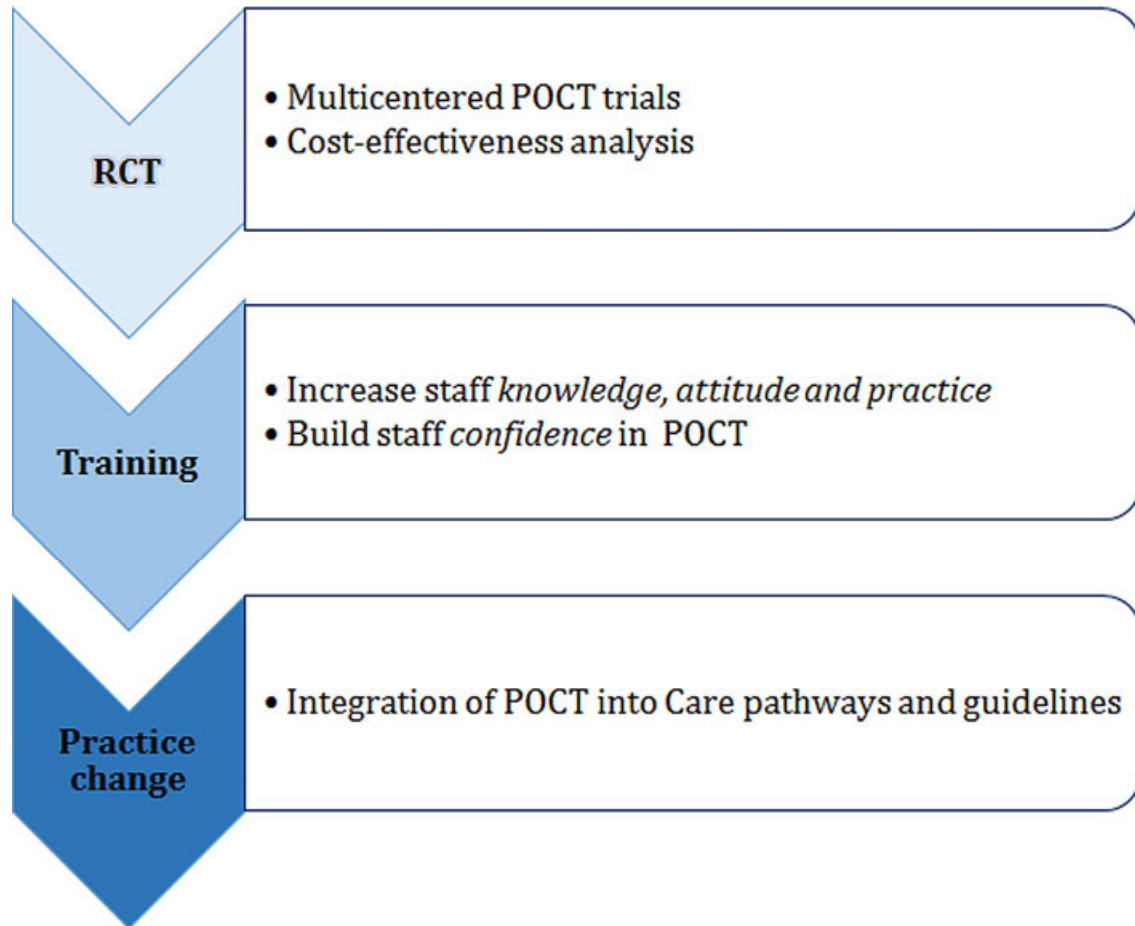 RCT
• Multicentered POCT trials
• Cost-effectiveness analysis
Training
• Increase staff knowledge, attitude and practice
• Build staff confidence in POCT
Practice
change
• Integration of POCT into Care pathways and guidelines